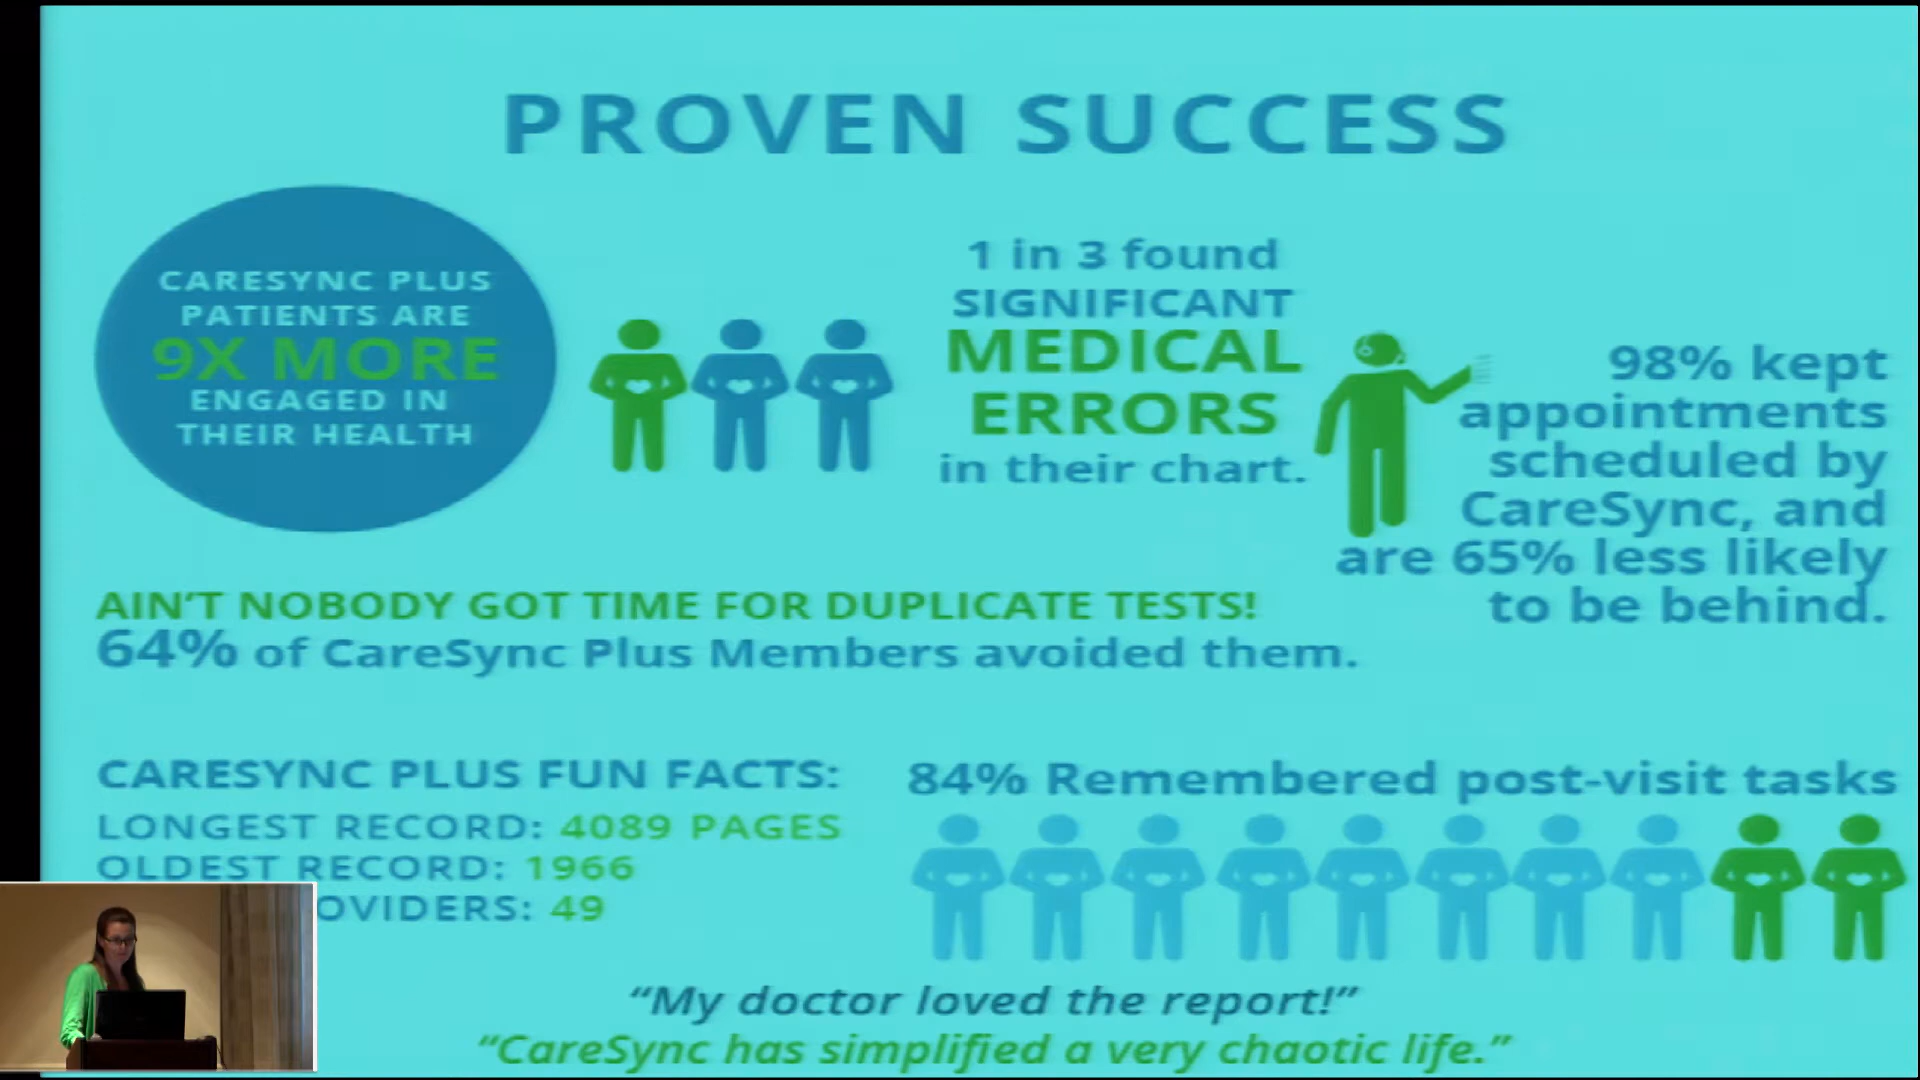 PROVEN SUCCESS
CARESYNC PLUS
PATIENTS ARE
9X MORE
ENGAGED IN
THEIR HEALTH
1 in 3 found
SIGNIFICANT
MEDICAL
ERRORS
in their chart.
98% kept
appointments
scheduled by
CareSync, and
are 65% less likely
to be behind.
AIN'T NOBODY GOT TIME FOR DUPLICATE TESTS!
64% of CareSync Plus Members avoided them.
CARESYNC PLUS FUN FACTS:
LONGEST RECORD: 4089 PAGES
OLDEST RECORD: 1966
OVIDERS: 49
84% Remembered post-visit tasks
“My doctor loved the report!”
“CareSync has simplified a very chaotic life.”